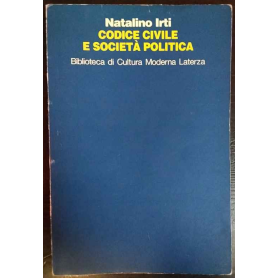 Natalino Irti
CODICE CIVILE
E SOCIETÀ POLITICA
Biblioteca di Cultura Moderna Laterza